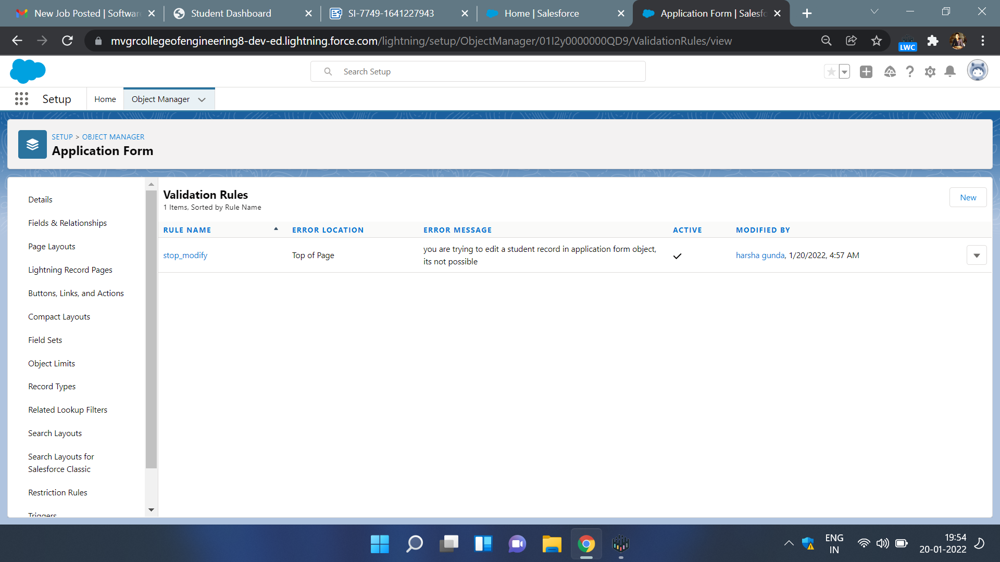 New Job Posted | Softwar
Student Dashboard
SI-7749-1641227943
Home | Salesforce
Application Form | Salesfo
mvgrcollegeofengineering8-dev-ed.lightning.force.com/lightning/setup/ObjectManager/01I2y0000000QD9/ValidationRules/view
LWC
Search Setup
Setup
Home
Object Manager
SETUP > OBJECT MANAGER
Application Form
Details
Fields & Relationships
Page Layouts
Lightning Record Pages
Buttons, Links, and Actions
Compact Layouts
Field Sets
Object Limits
Record Types
Related Lookup Filters
Search Layouts
Search Layouts for
Salesforce Classic
Restriction Rules
Triggers
Validation Rules
1 Items, Sorted by Rule Name
New
RULE NAME ERROR LOCATION ERROR MESSAGE ACTIVE MODIFIED BY
stop_modify Top of Page you are trying to edit a student record in application form object, harsha gunda, 1/20/2022, 4:57 AM
its not possible
ENG
IN
19:54
20-01-2022